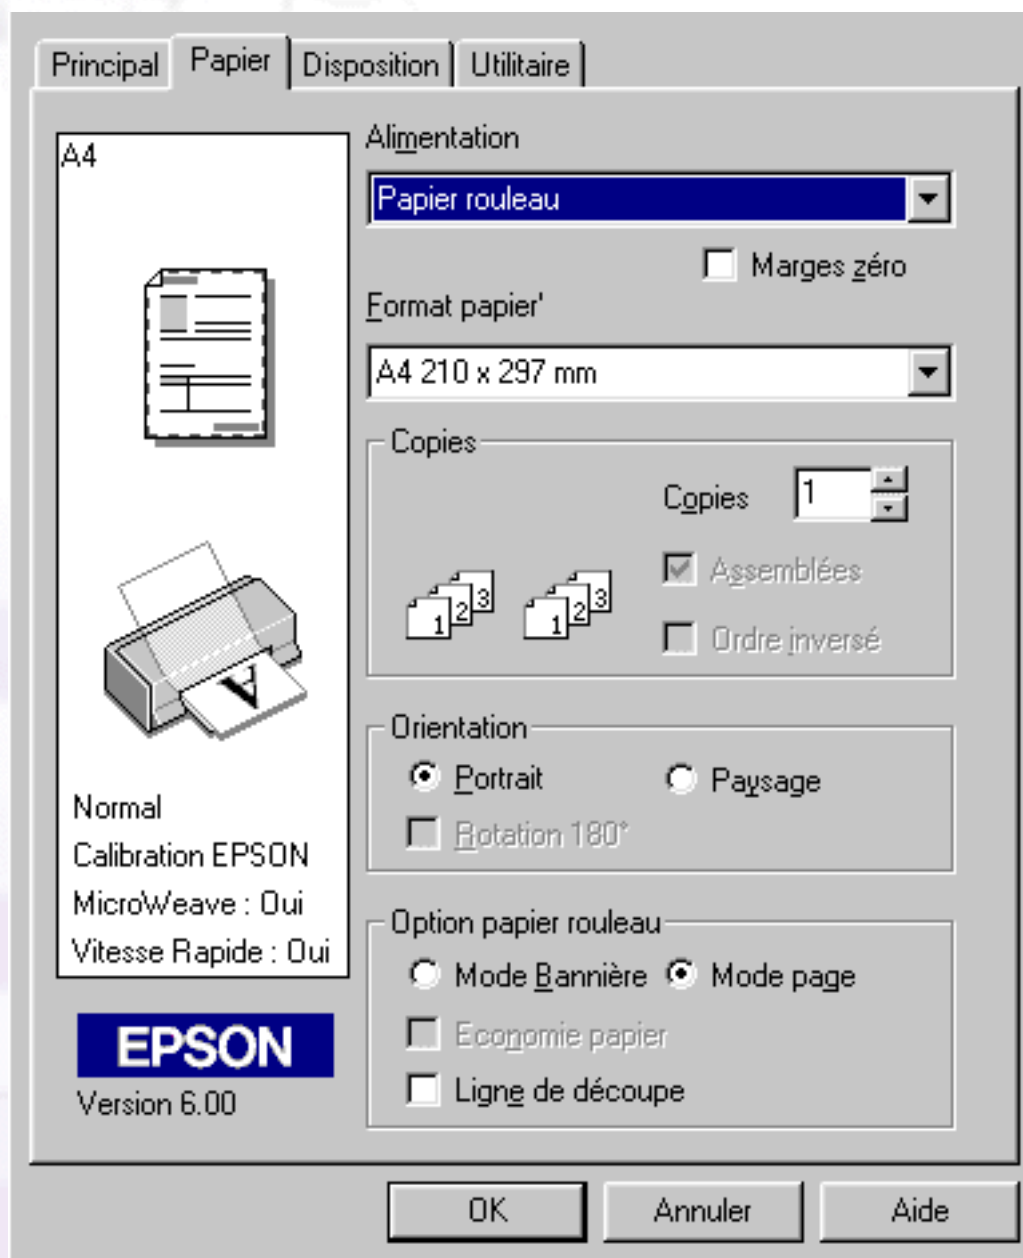 Principal Papier Disposition Utilitaire
A4
Alimentation
Papier rouleau
Marges zéro
Format papier'
A4 210 x 297 mm
Copies
Copies 1
Assemblées
1 2 3 1 2 3
Ordre inversé
A
Orientation
Portrait Paysage
Rotation 180°
Normal
Calibration EPSON
MicroWeave : Oui
Vitesse Rapide : Oui
Option papier rouleau
Mode Bannière Mode page
Economie papier
Ligne de découpe
EPSON
Version 6.00
OK Annuler Aide